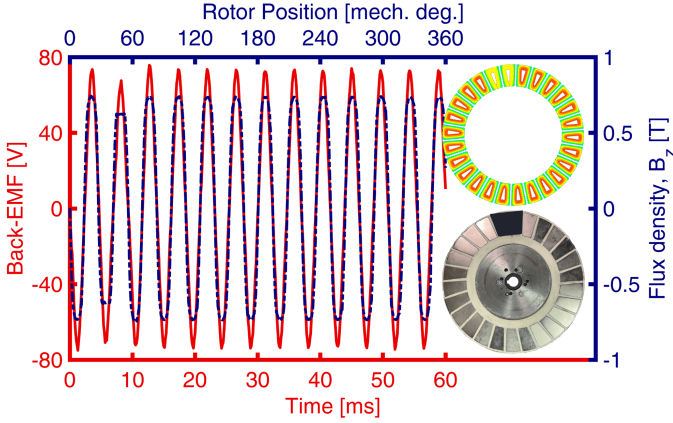 Rotor Position [mech. deg.]
0 60 120 180 240 300 360
80 1
40 0.5
0 0
-40 -0.5
-80 -1
Back-EMF [V]
Flux density, B_z [T]
0 10 20 30 40 50 60
Time [ms]